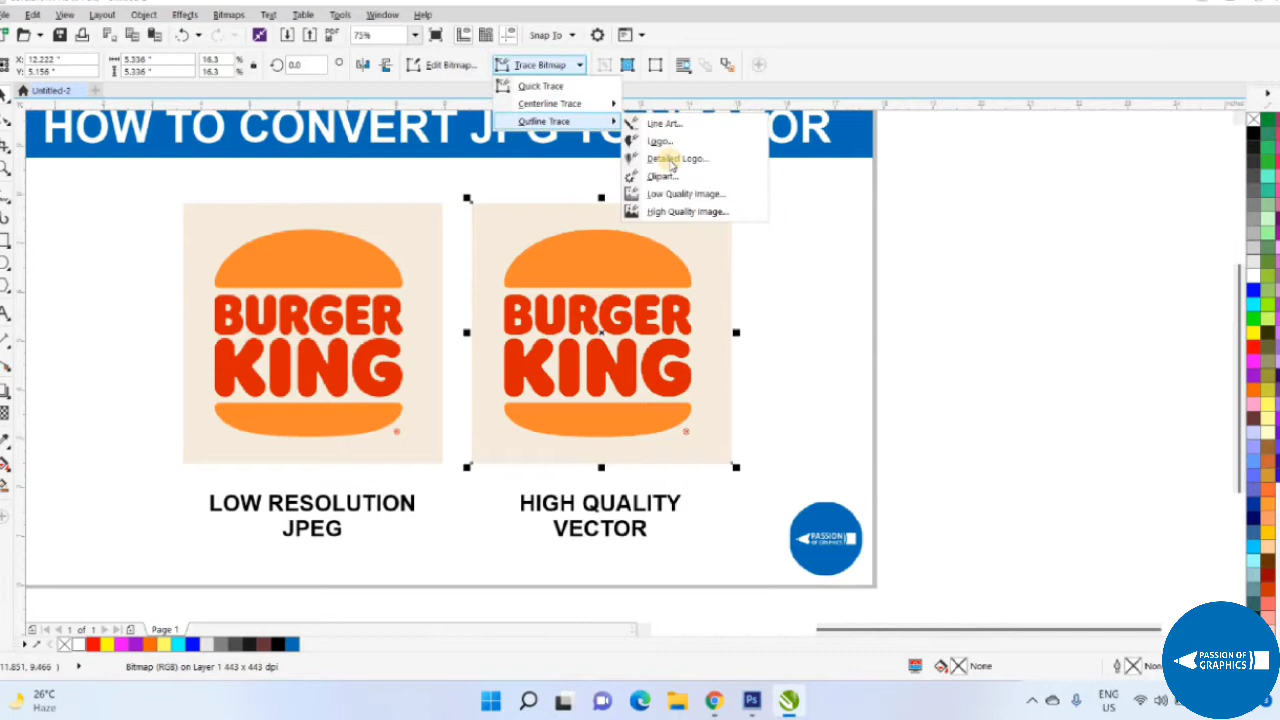 File Edit View Layout Object Effects Bitmaps Text Table Tools Window Help
75% Snap To
X: 12.222 " 5.336 " 16.3 % 0.0 Edit Bitmap... Trace Bitmap
Y: 5.156 " 5.336 " 16.3 %
Untitled-2
Quick Trace
Centerline Trace
Outline Trace
Line Art...
Logo...
Detailed Logo...
Clipart...
Low Quality Image...
High Quality Image...
HOW TO CONVERT JPG
BURGER
KING
®
BURGER
KING
®
LOW RESOLUTION
JPEG
HIGH QUALITY
VECTOR
PASSION
OF GRAPHICS
1 of 1 Page 1
11.851, 9.466 ) Bitmap (RGB) on Layer 1 443 x 443 dpi None
26°C
Haze
ENG
US
PASSION OF
GRAPHICS